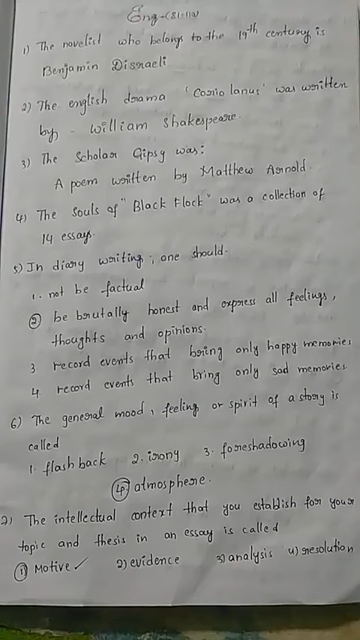 Eng-(S1-110)
1) The novelist who belongs to the 19th century is
Benjamin Disraeli
2) The english drama 'Corio lanus' was written
by - William Shakespeare.
3) The Scholar Gipsy was:
A poem written by Matthew Arnold.
4) The Souls of "Black Flock" was a collection of
14 essays.
5) In diary writing, one should.
1. not be factual
2 be brutally honest and express all feelings,
thoughts and opinions.
3 record events that bring only happy memories
4. record events that bring only sad memories.
6) The general mood, feeling or spirit of a story is
called
1. flash back 2. irony 3. foreshadowing
4. atmosphere.
7) The intellectual context that you establish for your
topic and thesis in an essay is called
1 Motive ✓ 2) evidence 3) analysis 4) resolution